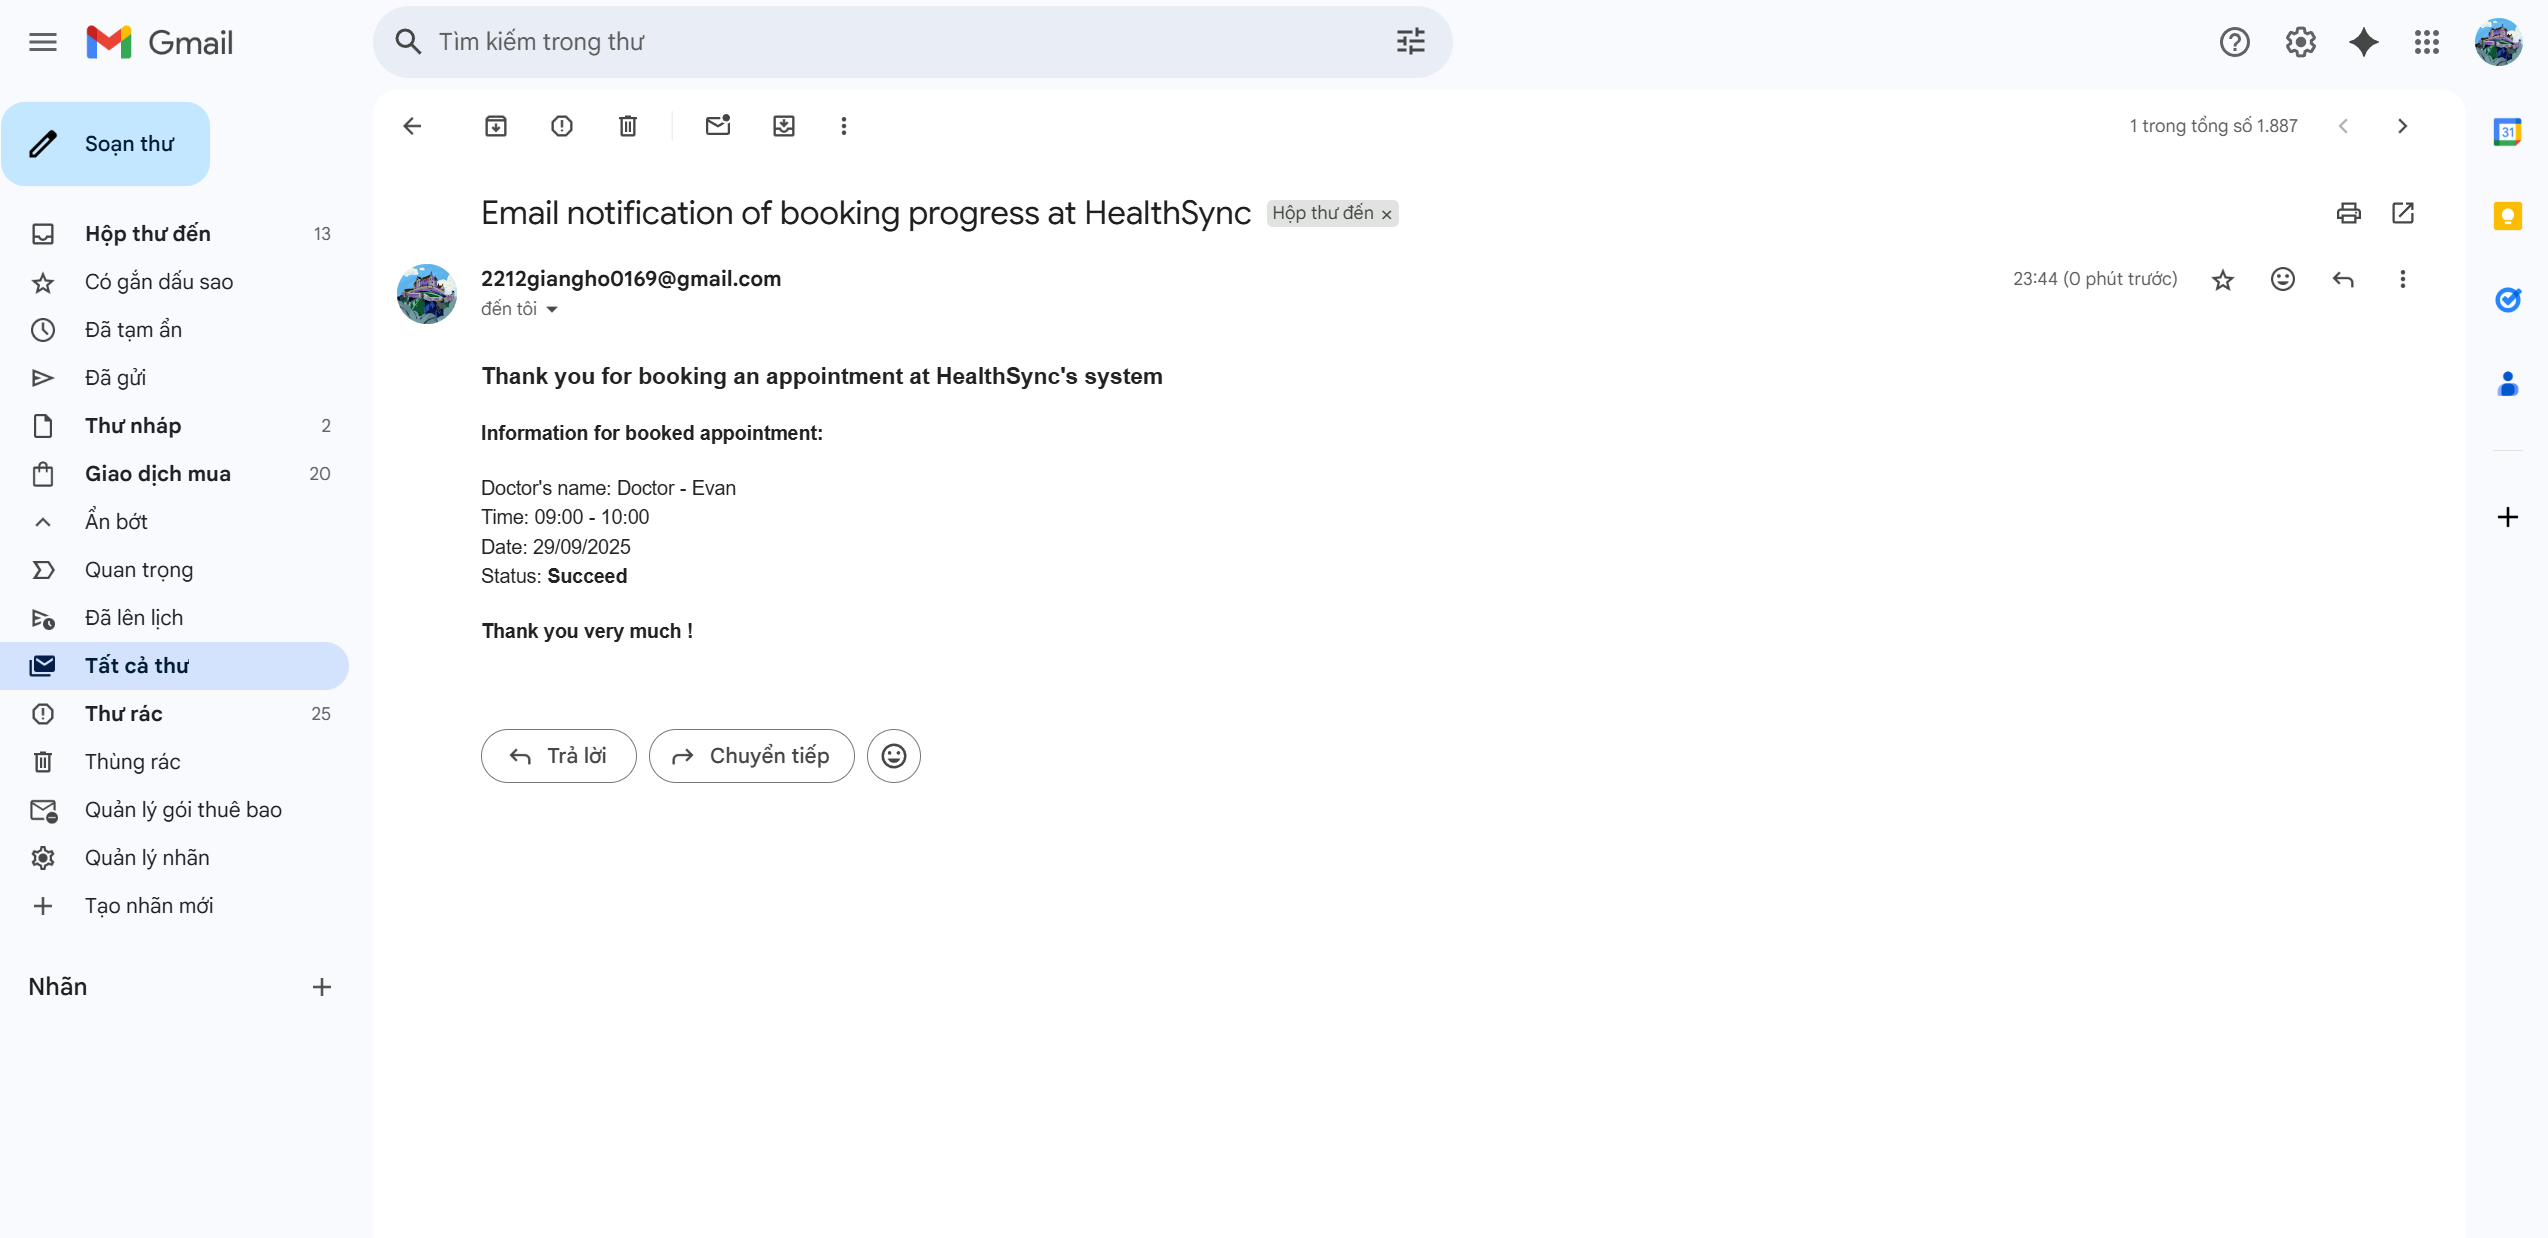 Gmail
Tìm kiếm trong thư
Soạn thư
Hộp thư đến 13
Có gắn dấu sao
Đã tạm ẩn
Đã gửi
Thư nháp 2
Giao dịch mua 20
Ẩn bớt
Quan trọng
Đã lên lịch
Tất cả thư
Thư rác 25
Thùng rác
Quản lý gói thuê bao
Quản lý nhãn
Tạo nhãn mới
Nhãn
1 trong tổng số 1.887
Email notification of booking progress at HealthSync Hộp thư đến ×
2212giangho0169@gmail.com 23:44 (0 phút trước)
đến tôi
Thank you for booking an appointment at HealthSync's system
Information for booked appointment:
Doctor's name: Doctor - Evan
Time: 09:00 - 10:00
Date: 29/09/2025
Status: Succeed
Thank you very much !
Trả lời Chuyển tiếp
31